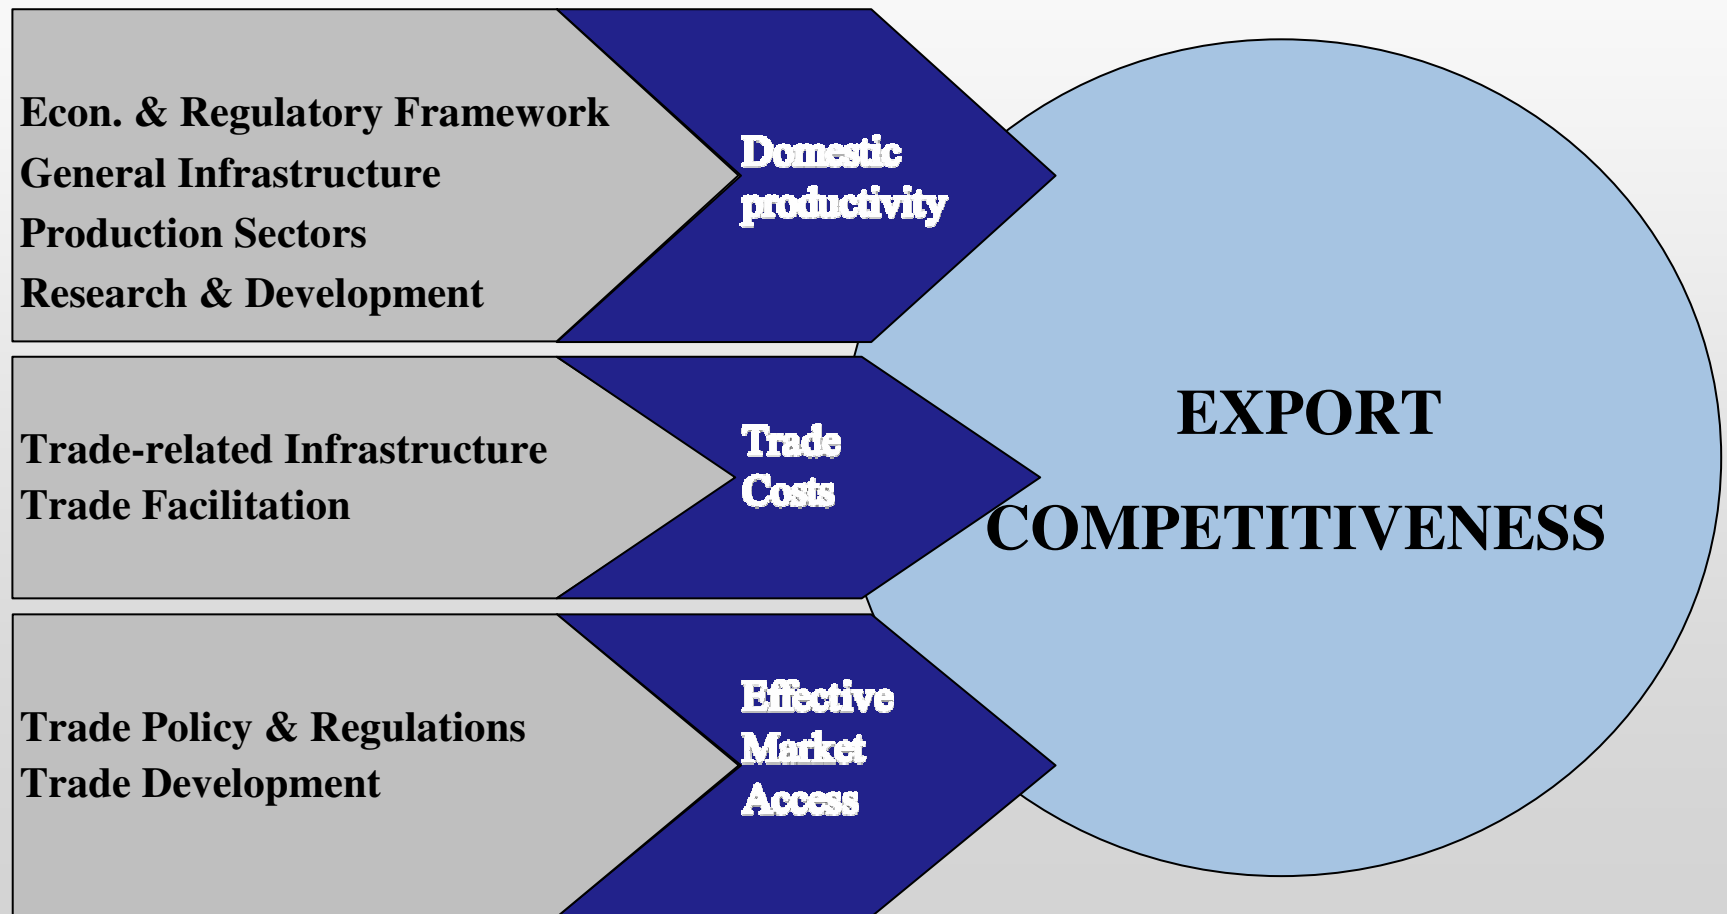 Econ. & Regulatory Framework
General Infrastructure
Production Sectors
Research & Development
Domestic
productivity
Trade-related Infrastructure
Trade Facilitation
Trade
Costs
Trade Policy & Regulations
Trade Development
Effective
Market
Access
EXPORT
COMPETITIVENESS